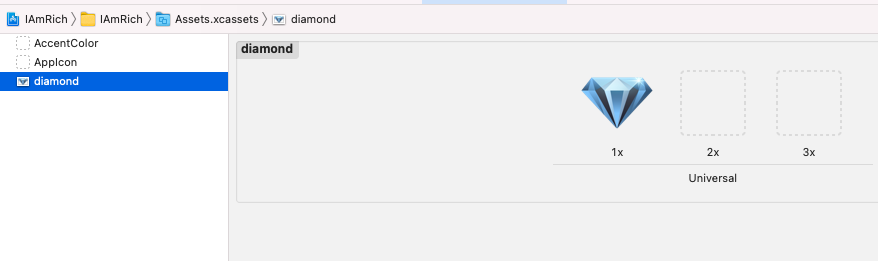 IAmRich IAmRich Assets.xcassets diamond
AccentColor
AppIcon
diamond
diamond
1x 2x 3x
Universal